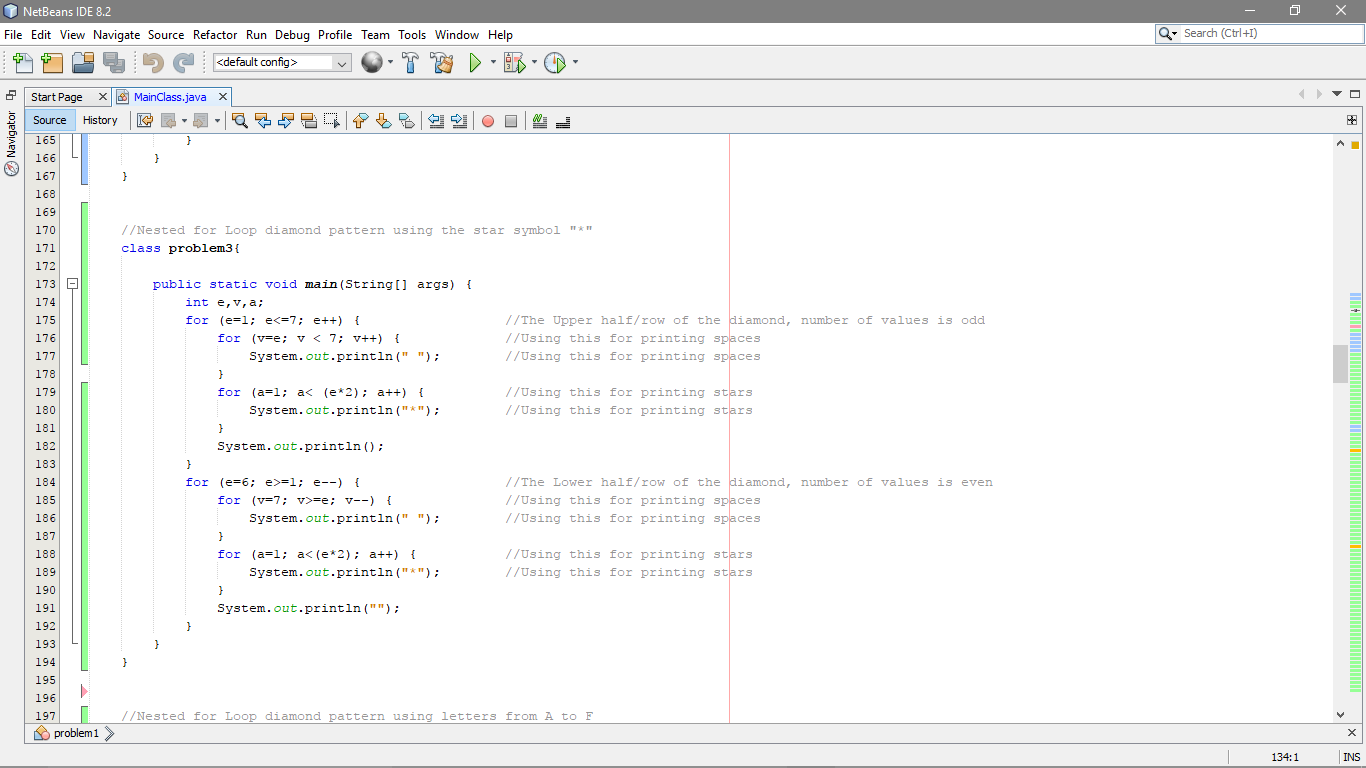 NetBeans IDE 8.2
File Edit View Navigate Source Refactor Run Debug Profile Team Tools Window Help
Search (Ctrl+I)
<default config>
Start Page
MainClass.java
Navigator
Source History
165 }
166 }
167 }
168
169
170 //Nested for Loop diamond pattern using the star symbol "*"
171 class problem3{
172
173 public static void main(String[] args) {
174 int e,v,a;
175 for (e=1; e<=7; e++) { //The Upper half/row of the diamond, number of values is odd
176 for (v=e; v < 7; v++) { //Using this for printing spaces
177 System.out.println(" "); //Using this for printing spaces
178 }
179 for (a=1; a< (e*2); a++) { //Using this for printing stars
180 System.out.println("*"); //Using this for printing stars
181 }
182 System.out.println();
183 }
184 for (e=6; e>=1; e--) { //The Lower half/row of the diamond, number of values is even
185 for (v=7; v>=e; v--) { //Using this for printing spaces
186 System.out.println(" "); //Using this for printing spaces
187 }
188 for (a=1; a<(e*2); a++) { //Using this for printing stars
189 System.out.println("*"); //Using this for printing stars
190 }
191 System.out.println("");
192 }
193 }
194 }
195
196
197 //Nested for Loop diamond pattern using letters from A to F
problem1
134:1 INS